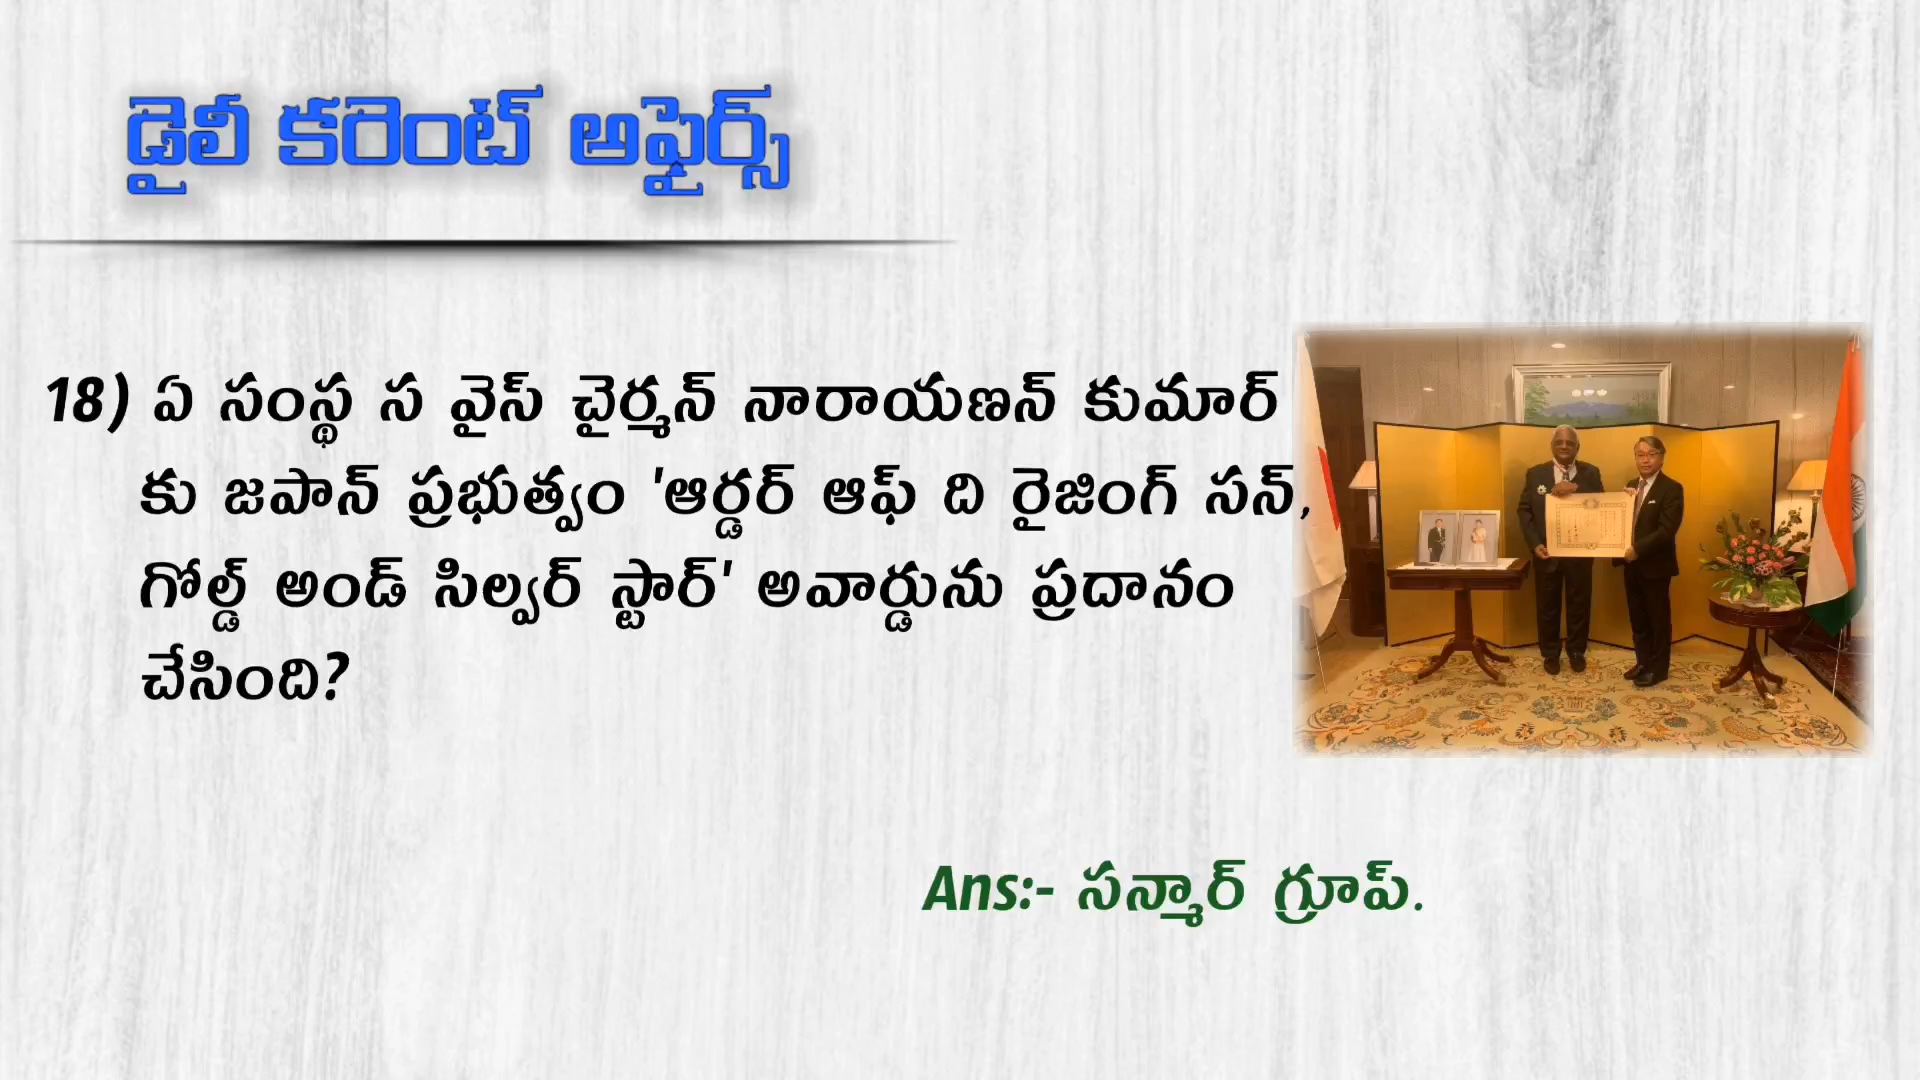 డైలీ కరెంట్ అఫైర్స్
18) ఏ సంస్థ స వైస్ చైర్మన్ నారాయణన్ కుమార్
కు జపాన్ ప్రభుత్వం 'ఆర్డర్ ఆఫ్ ది రైజింగ్ సన్,
గోల్డ్ అండ్ సిల్వర్ స్టార్' అవార్డును ప్రదానం
చేసింది?
Ans:- సన్మార్ గ్రూప్.